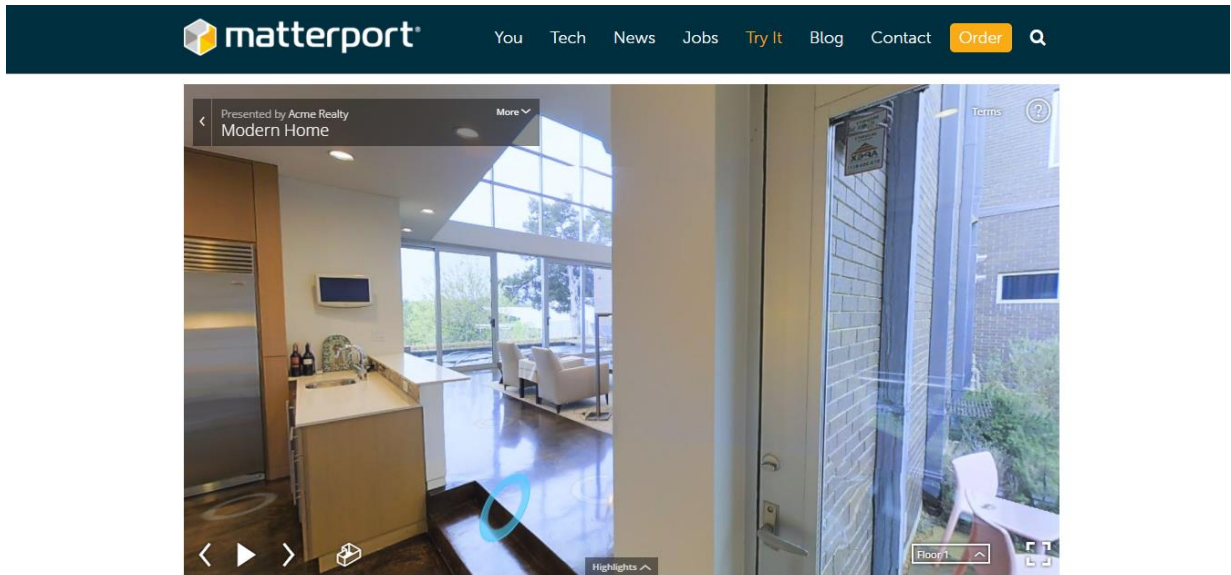 matterport
You Tech News Jobs Try It Blog Contact Order
Presented by Acme Realty
More
Modern Home
Terms
?
Highlights
Floor 1